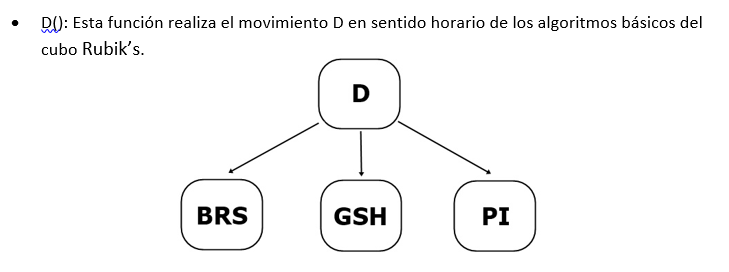 • D(): Esta función realiza el movimiento D en sentido horario de los algoritmos básicos del
cubo Rubik’s.
D
BRS
GSH
PI